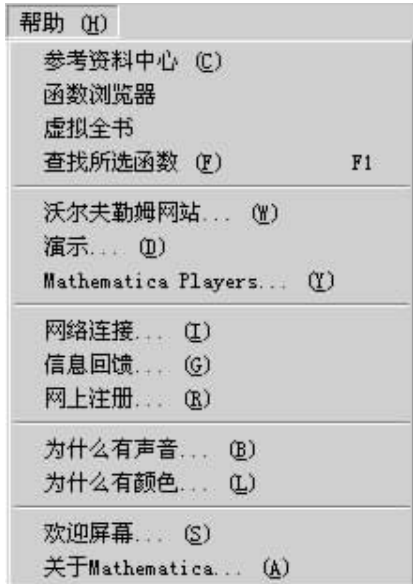 帮助 (H)
参考资料中心 (C)
函数浏览器
虚拟全书
查找所选函数 (F) F1
沃尔夫勒姆网站... (W)
演示... (D)
Mathematica Players... (Y)
网络连接... (I)
信息回馈... (G)
网上注册... (R)
为什么有声音... (B)
为什么有颜色... (L)
欢迎屏幕... (S)
关于Mathematica... (A)